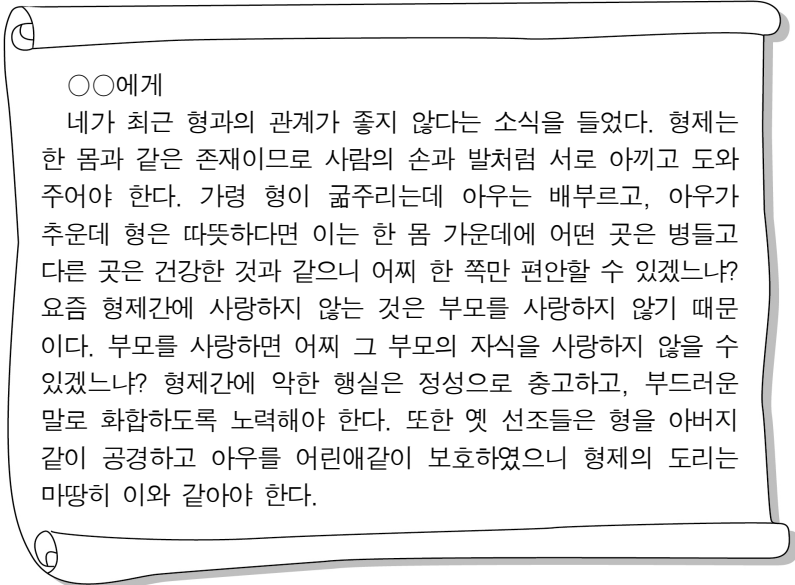 ○○에게
네가 최근 형과의 관계가 좋지 않다는 소식을 들었다. 형제는
한 몸과 같은 존재이므로 사람의 손과 발처럼 서로 아끼고 도와
주어야 한다. 가령 형이 굶주리는데 아우는 배부르고, 아우가
추운데 형은 따뜻하다면 이는 한 몸 가운데에 어떤 곳은 병들고
다른 곳은 건강한 것과 같으니 어찌 한 쪽만 편안할 수 있겠느냐?
요즘 형제간에 사랑하지 않는 것은 부모를 사랑하지 않기 때문
이다. 부모를 사랑하면 어찌 그 부모의 자식을 사랑하지 않을 수
있겠느냐? 형제간에 악한 행실은 정성으로 충고하고, 부드러운
말로 화합하도록 노력해야 한다. 또한 옛 선조들은 형을 아버지
같이 공경하고 아우를 어린애같이 보호하였으니 형제의 도리는
마땅히 이와 같아야 한다.